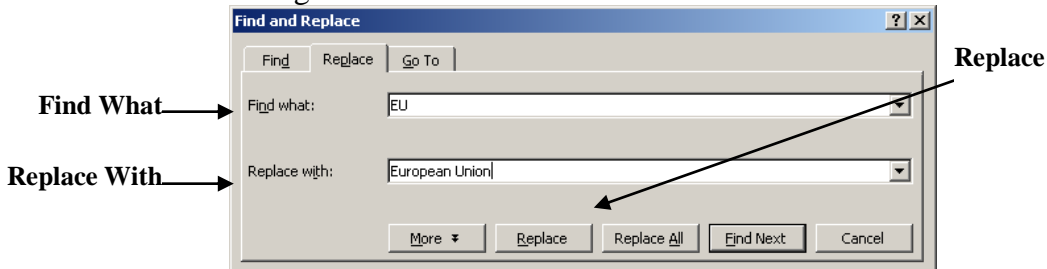 Find and Replace
Find Replace Go To
Replace
Find What
Find what:
EU
Replace With
Replace with:
European Union
More Replace Replace All Find Next Cancel